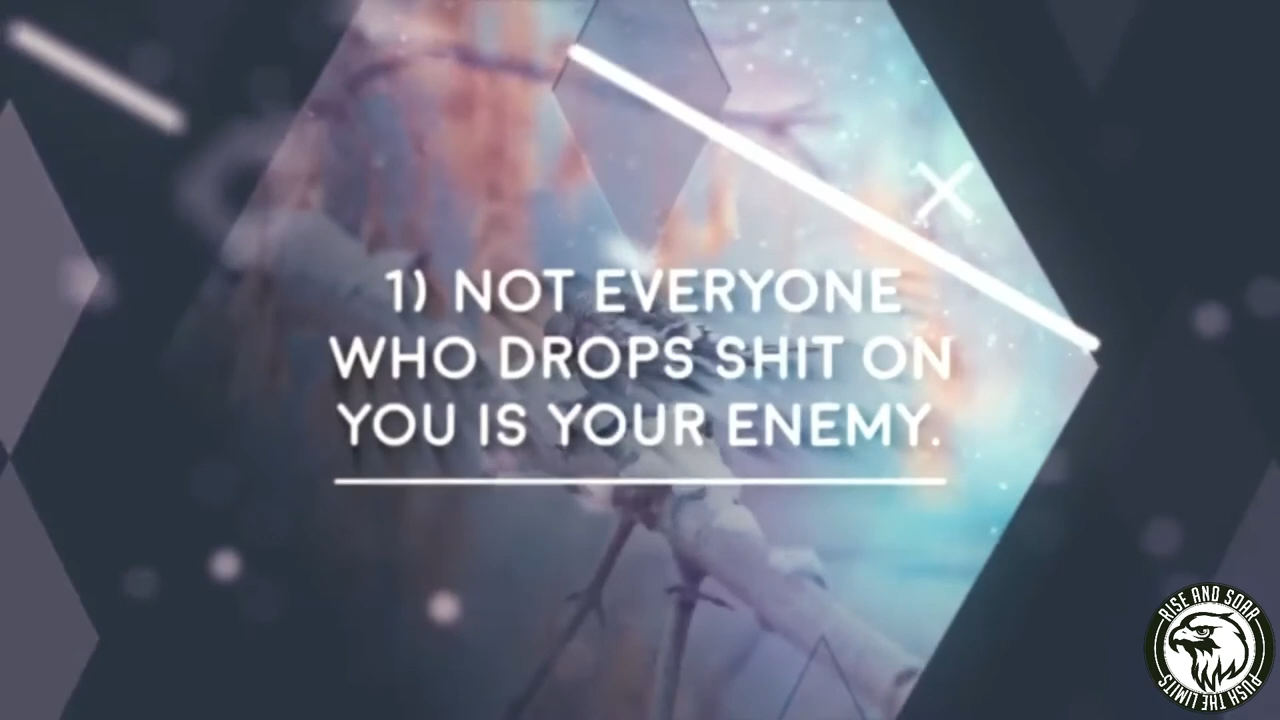 1) NOT EVERYONE
WHO DROPS SHIT ON
YOU IS YOUR ENEMY.
RISE AND SOAR
PUSH THE LIMITS